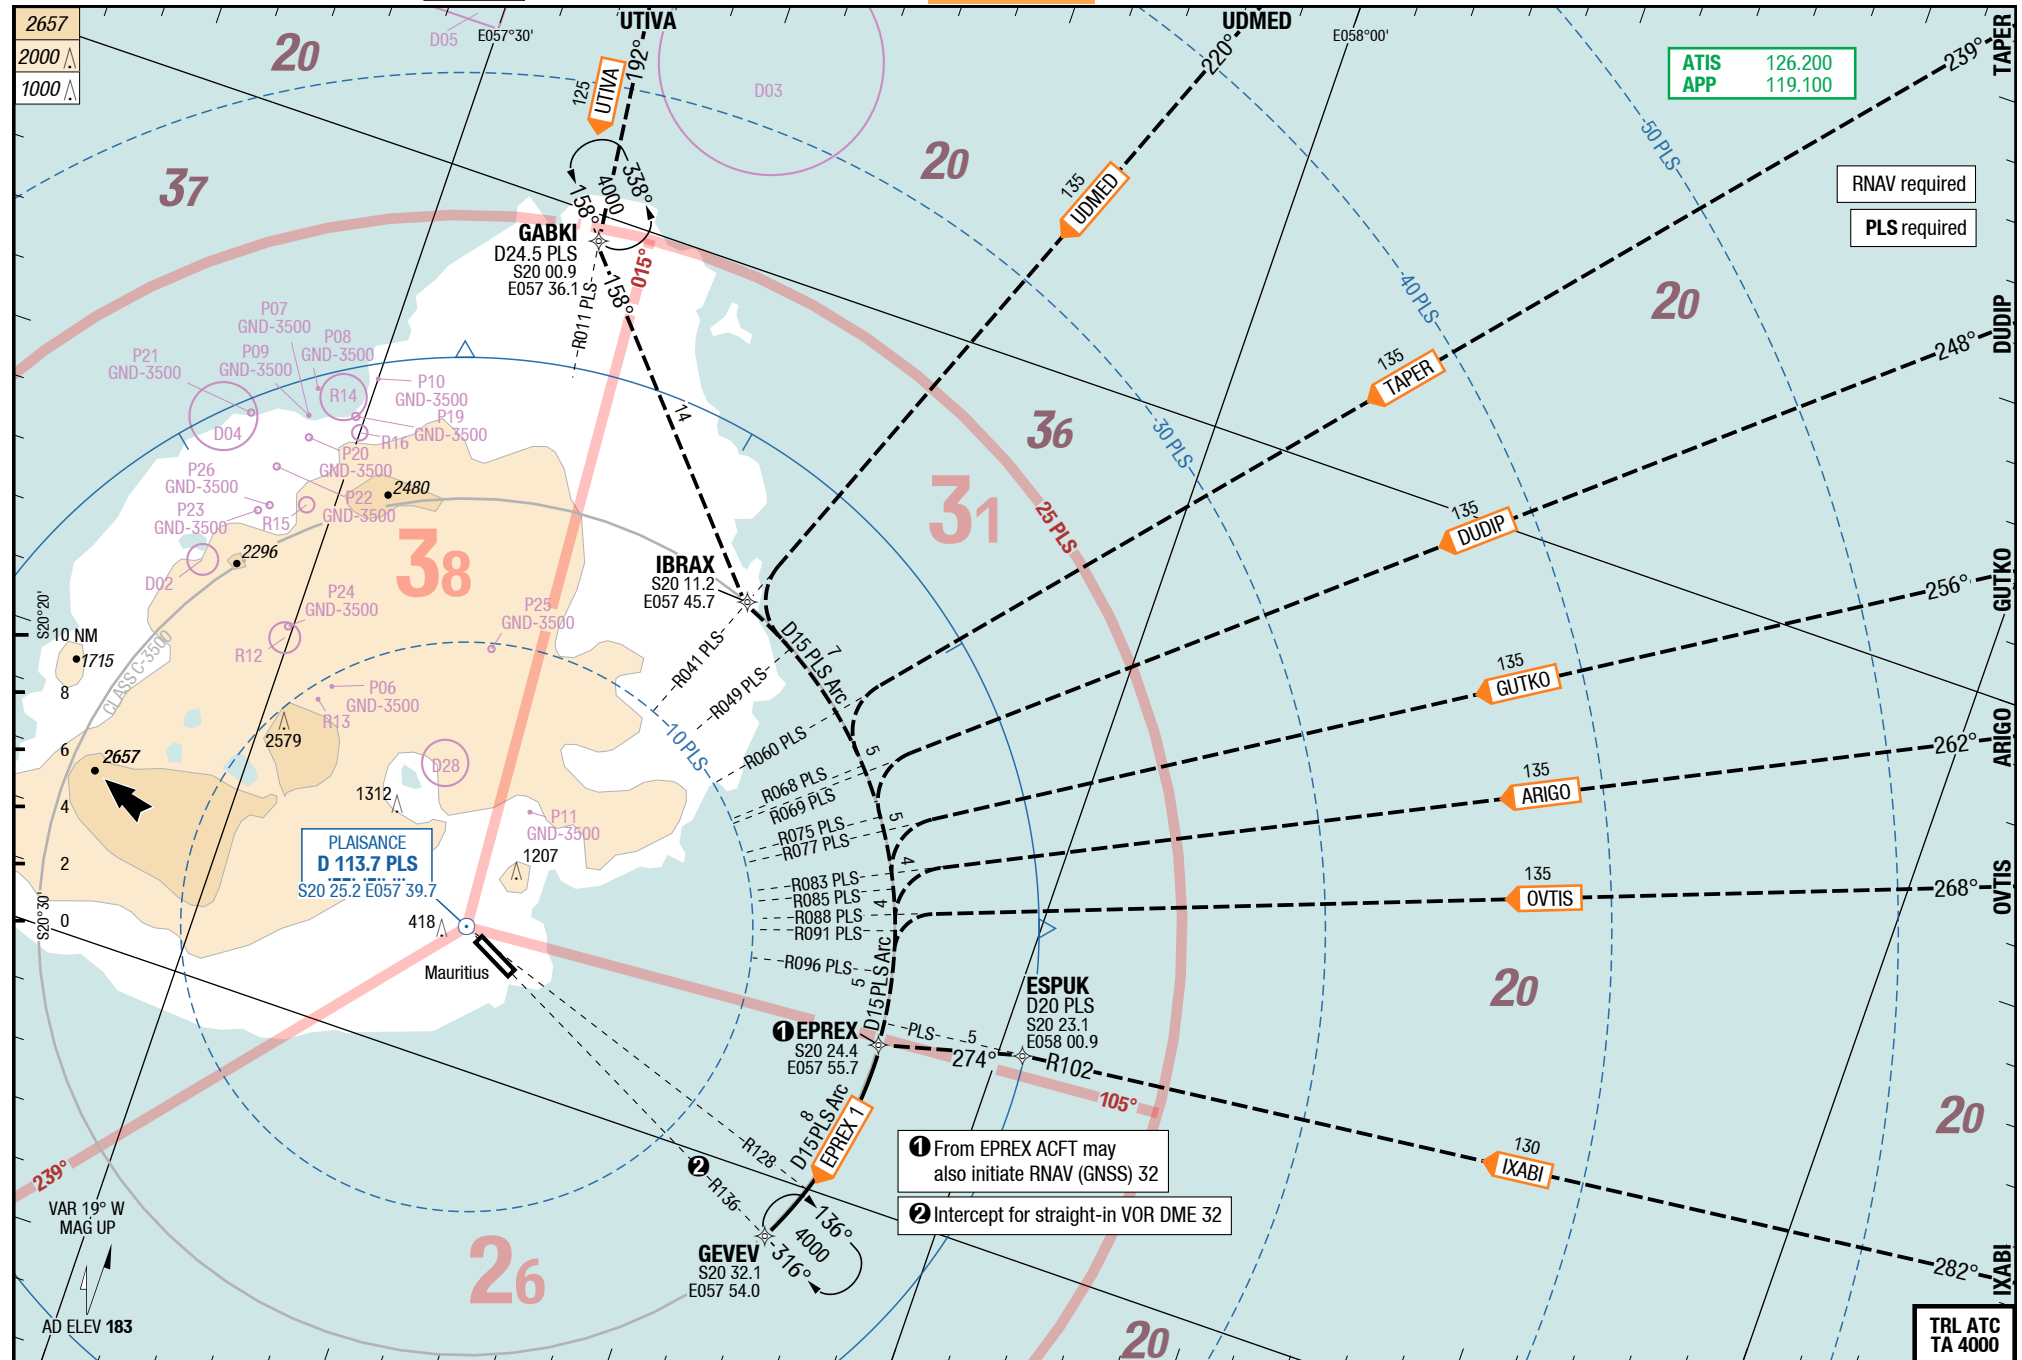 2657
2000
1000
20
D05
E057°30'
UTIVA
192°
125
UTIVA
D03
UDMED
220°
E058°00'
ATIS 126.200
APP 119.100
239°
TAPER
37
20
135
UDMED
50 PLS
RNAV required
PLS required
338°
4000
158°
GABKI
D24.5 PLS
S20 00.9
E057 36.1
015°
158°
R011 PLS
40 PLS
20
DUDIP
248°
P07
GND-3500
P08
GND-3500
P21
GND-3500
P09
GND-3500
R14
P10
GND-3500
P19
GND-3500
D04
R16
P20
GND-3500
P26
GND-3500
P22
GND-3500
P23
GND-3500
R15
2480
14
36
30 PLS
135
TAPER
31
25 PLS
135
DUDIP
2296
D02
38
IBRAX
S20 11.2
E057 45.7
P24
GND-3500
P25
GND-3500
R12
CLASS C-3500
S20°20'
10 NM
1715
8
6
4
2
0
S20°30'
P06
GND-3500
R13
2579
2657
D28
1312
P11
GND-3500
1207
10 PLS
R041 PLS
R049 PLS
D15 PLS Arc
7
R060 PLS
5
R068 PLS
R069 PLS
5
R075 PLS
R077 PLS
4
R083 PLS
R085 PLS
4
R088 PLS
R091 PLS
R096 PLS
5
D15 PLS Arc
GUTKO
256°
135
GUTKO
ARIGO
262°
135
ARIGO
OVTIS
268°
135
OVTIS
PLAISANCE
D 113.7 PLS
S20 25.2 E057 39.7
418
Mauritius
❶EPREX
S20 24.4
E057 55.7
PLS
5
274°
ESPUK
D20 PLS
S20 23.1
E058 00.9
R102
105°
20
20
8
D15 PLS Arc
EPREX 1
R128
❷
R136
136°
4000
316°
GEVEV
S20 32.1
E057 54.0
❶From EPREX ACFT may
also initiate RNAV (GNSS) 32
❷Intercept for straight-in VOR DME 32
130
IXABI
282°
IXABI
239°
VAR 19° W
MAG UP
AD ELEV 183
26
20
TRL ATC
TA 4000